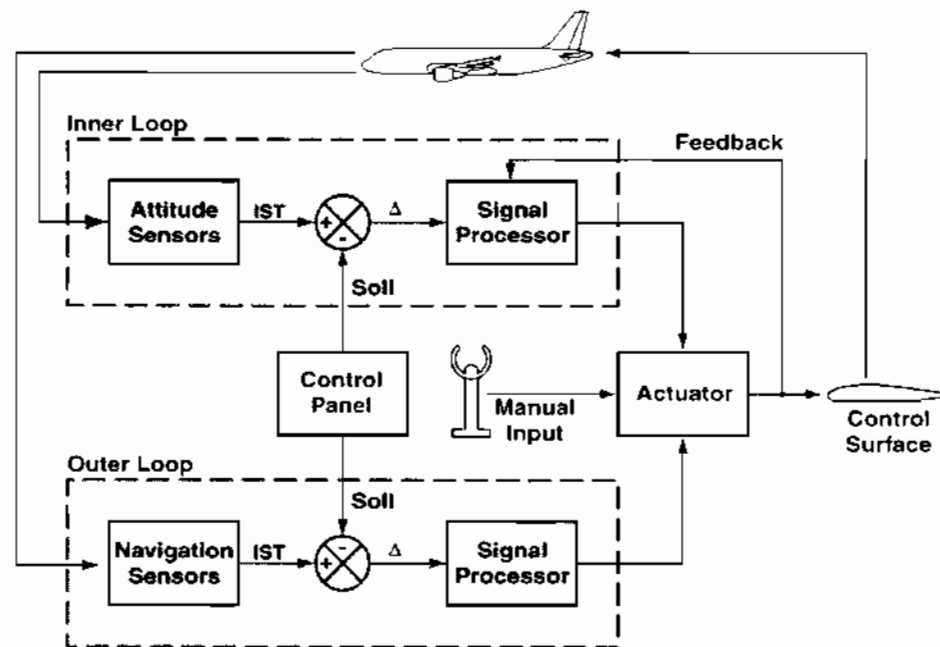 Inner Loop
Feedback
Attitude
Sensors
IST
+
-
Δ
Signal
Processor
Soll
Control
Panel
Manual
Input
Actuator
Control
Surface
Outer Loop
Soll
Navigation
Sensors
IST
-
+
Δ
Signal
Processor